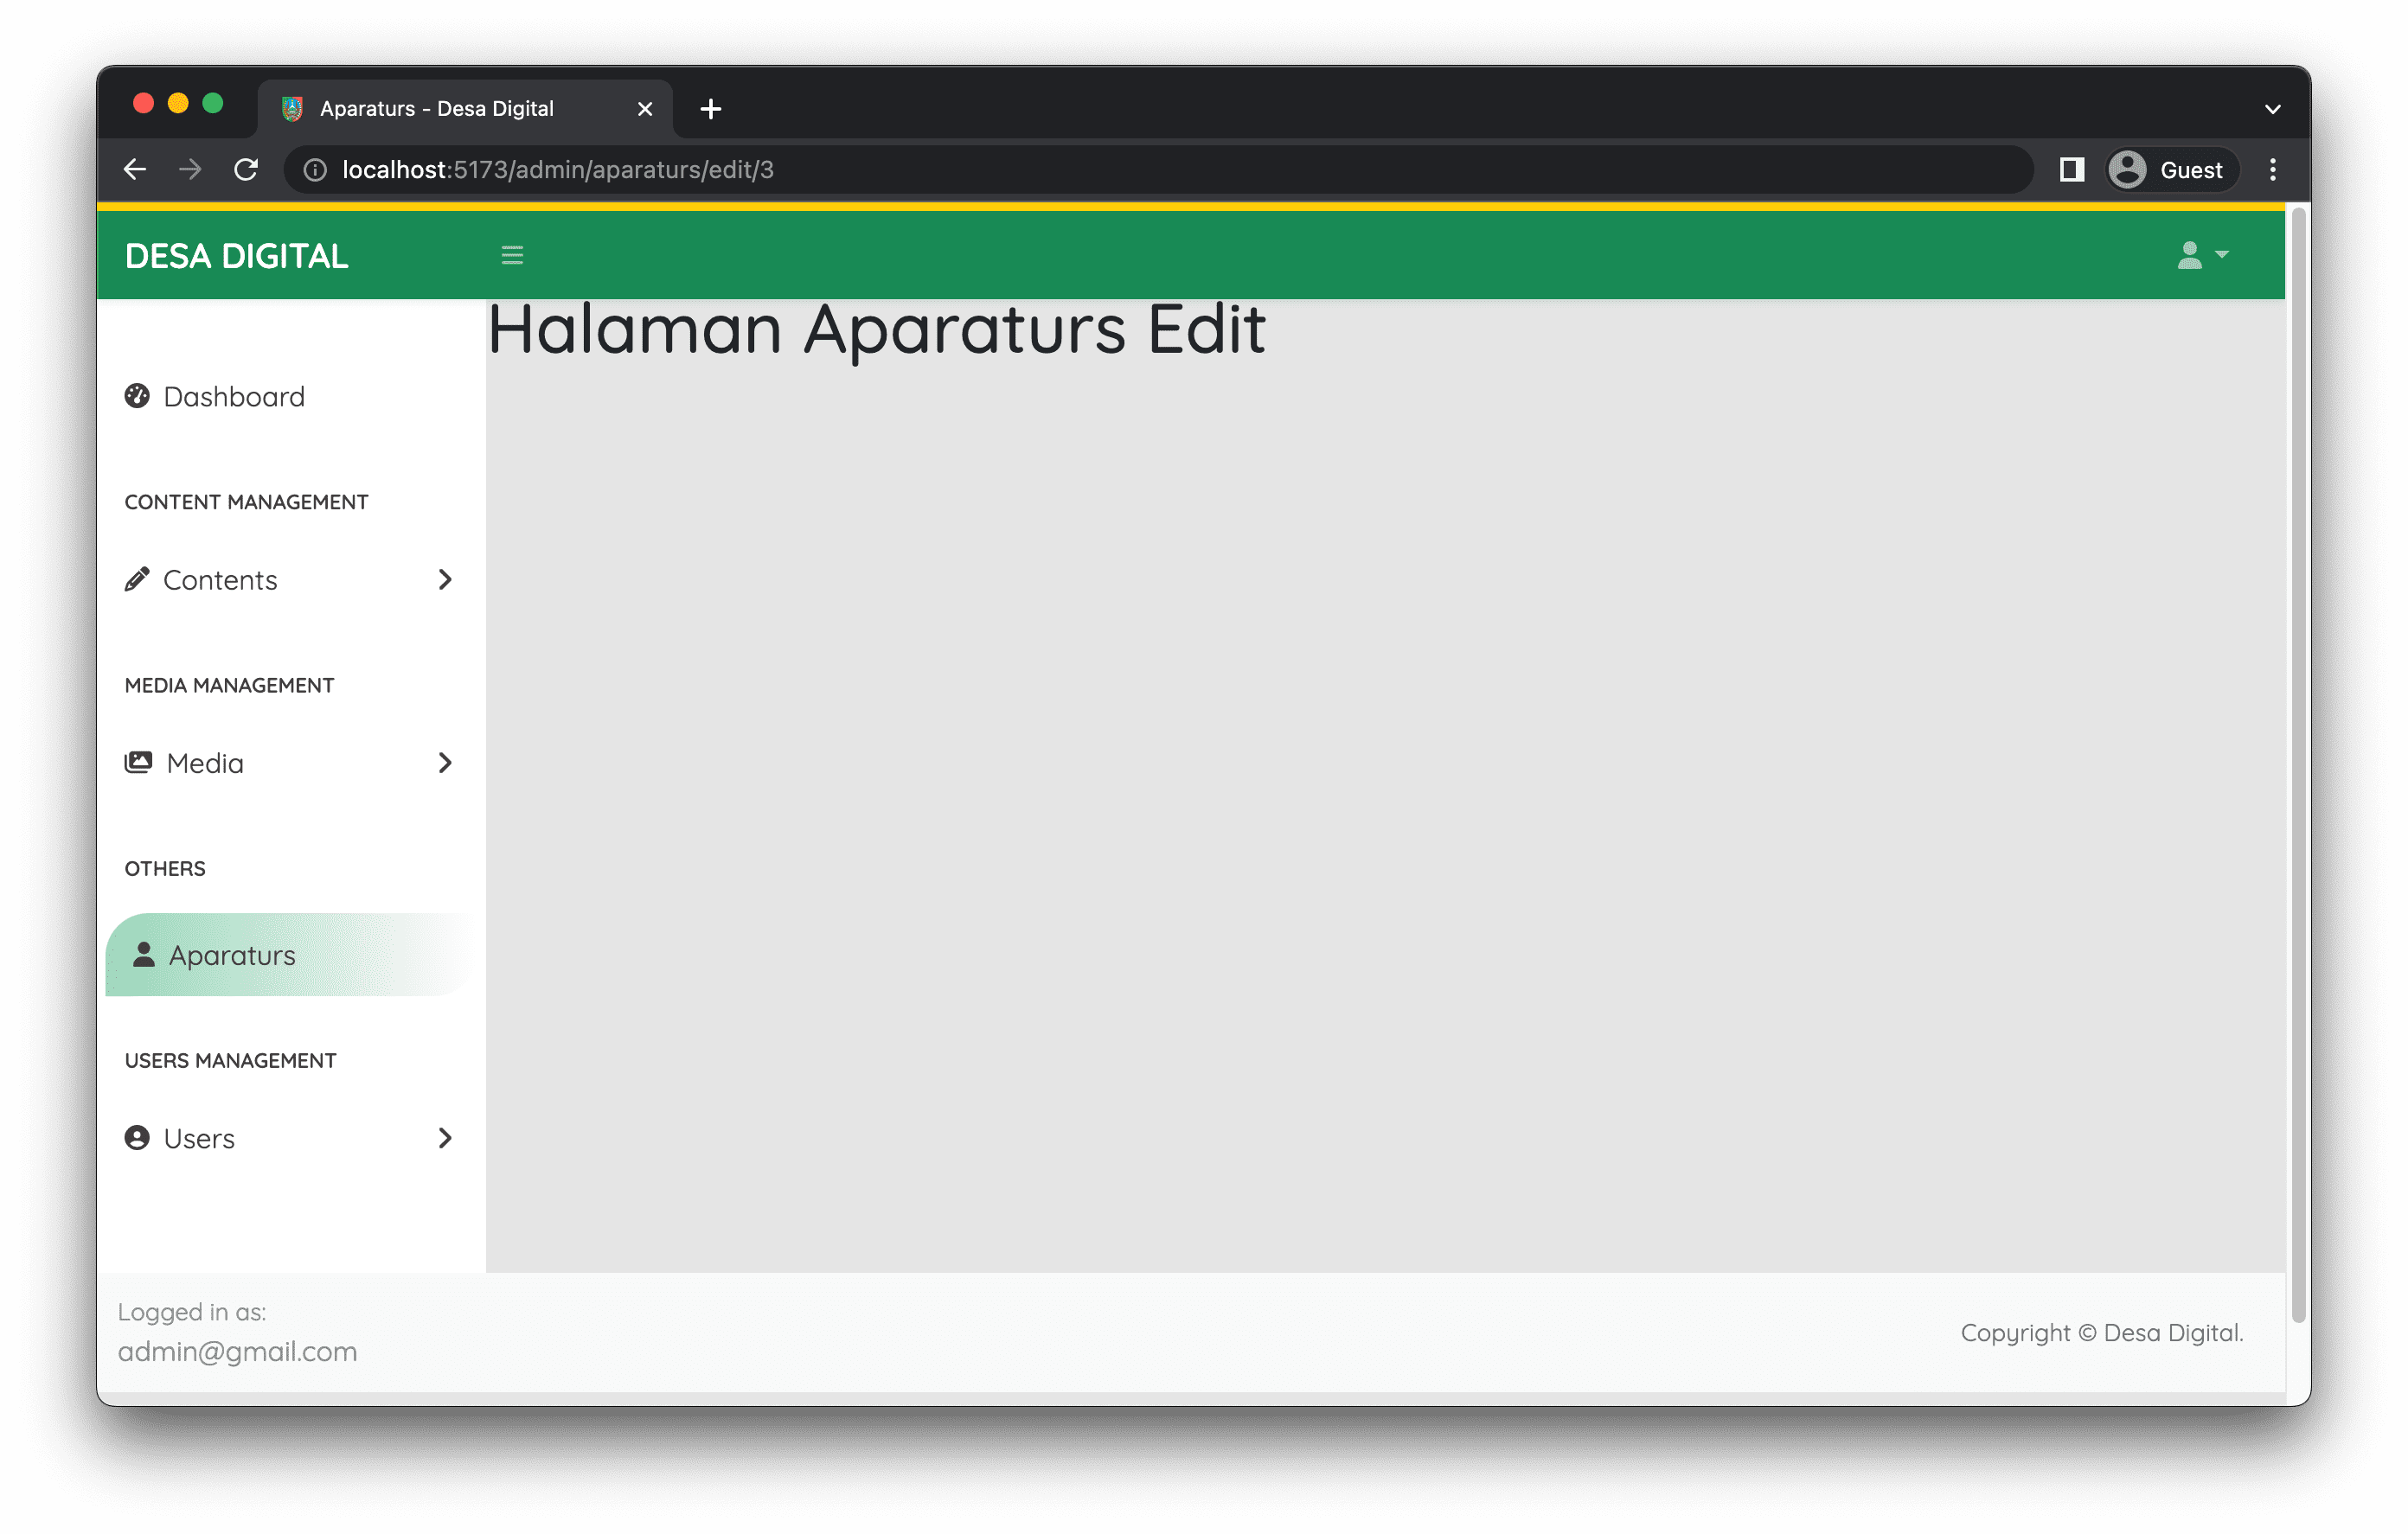 Aparaturs - Desa Digital
localhost:5173/admin/aparaturs/edit/3
Guest
DESA DIGITAL
Halaman Aparaturs Edit
Dashboard
CONTENT MANAGEMENT
Contents
MEDIA MANAGEMENT
Media
OTHERS
Aparaturs
USERS MANAGEMENT
Users
Logged in as:
admin@gmail.com
Copyright © Desa Digital.